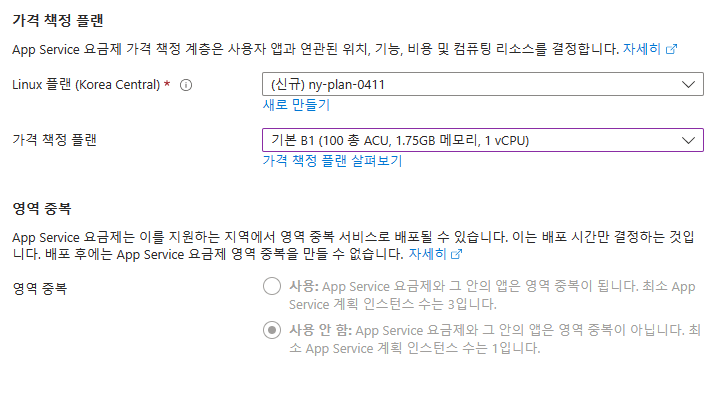 가격 책정 플랜
App Service 요금제 가격 책정 계층은 사용자 앱과 연관된 위치, 기능, 비용 및 컴퓨팅 리소스를 결정합니다. 자세히
Linux 플랜 (Korea Central) *
(신규) ny-plan-0411
새로 만들기
가격 책정 플랜
기본 B1 (100 총 ACU, 1.75GB 메모리, 1 vCPU)
가격 책정 플랜 살펴보기
영역 중복
App Service 요금제는 이를 지원하는 지역에서 영역 중복 서비스로 배포될 수 있습니다. 이는 배포 시간만 결정하는 것입
니다. 배포 후에는 App Service 요금제 영역 중복을 만들 수 없습니다. 자세히
영역 중복
사용: App Service 요금제와 그 안의 앱은 영역 중복이 됩니다. 최소 App
Service 계획 인스턴스 수는 3입니다.
사용 안 함: App Service 요금제와 그 안의 앱은 영역 중복이 아닙니다. 최
소 App Service 계획 인스턴스 수는 1입니다.